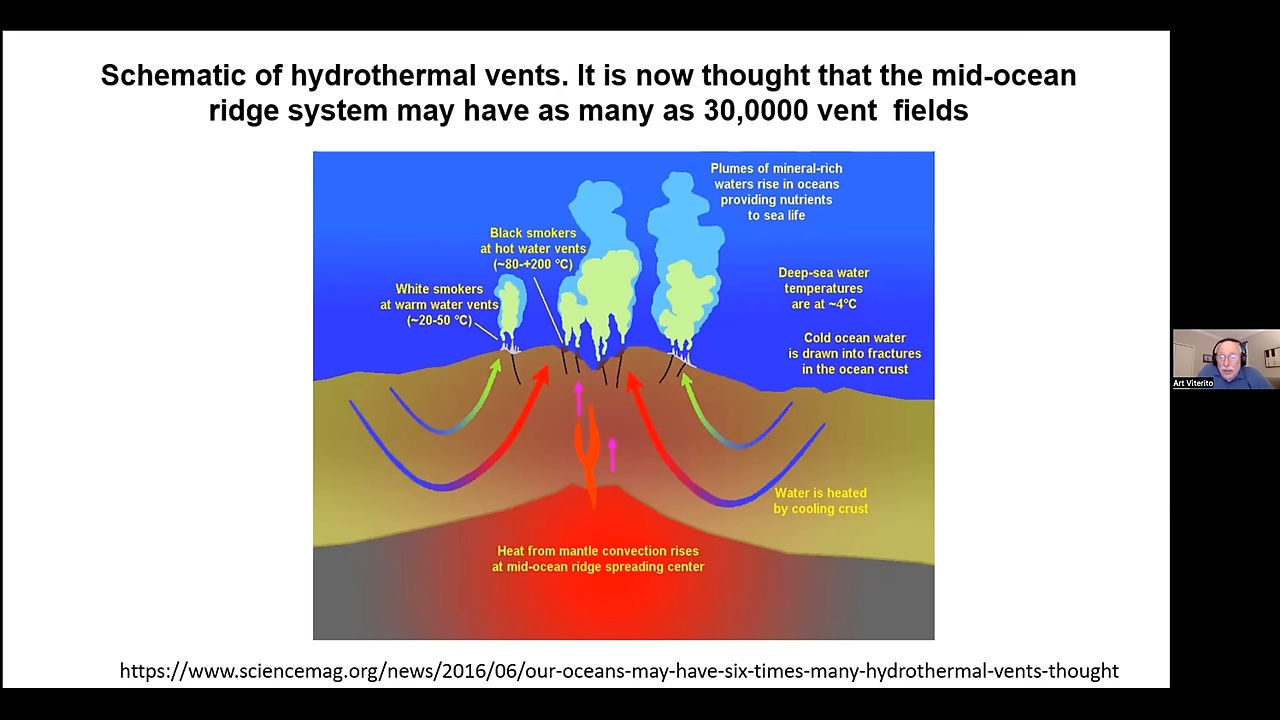 Schematic of hydrothermal vents. It is now thought that the mid-ocean
ridge system may have as many as 30,0000 vent fields
Plumes of mineral-rich
waters rise in oceans
providing nutrients
to sea life
Black smokers
at hot water vents
(~80-+200 °C)
White smokers
at warm water vents
(~20-50 °C)
Deep-sea water
temperatures
are at ~4°C
Cold ocean water
is drawn into fractures
in the ocean crust
Water is heated
by cooling crust
Heat from mantle convection rises
at mid-ocean ridge spreading center
https://www.sciencemag.org/news/2016/06/our-oceans-may-have-six-times-many-hydrothermal-vents-thought
Art Viterito